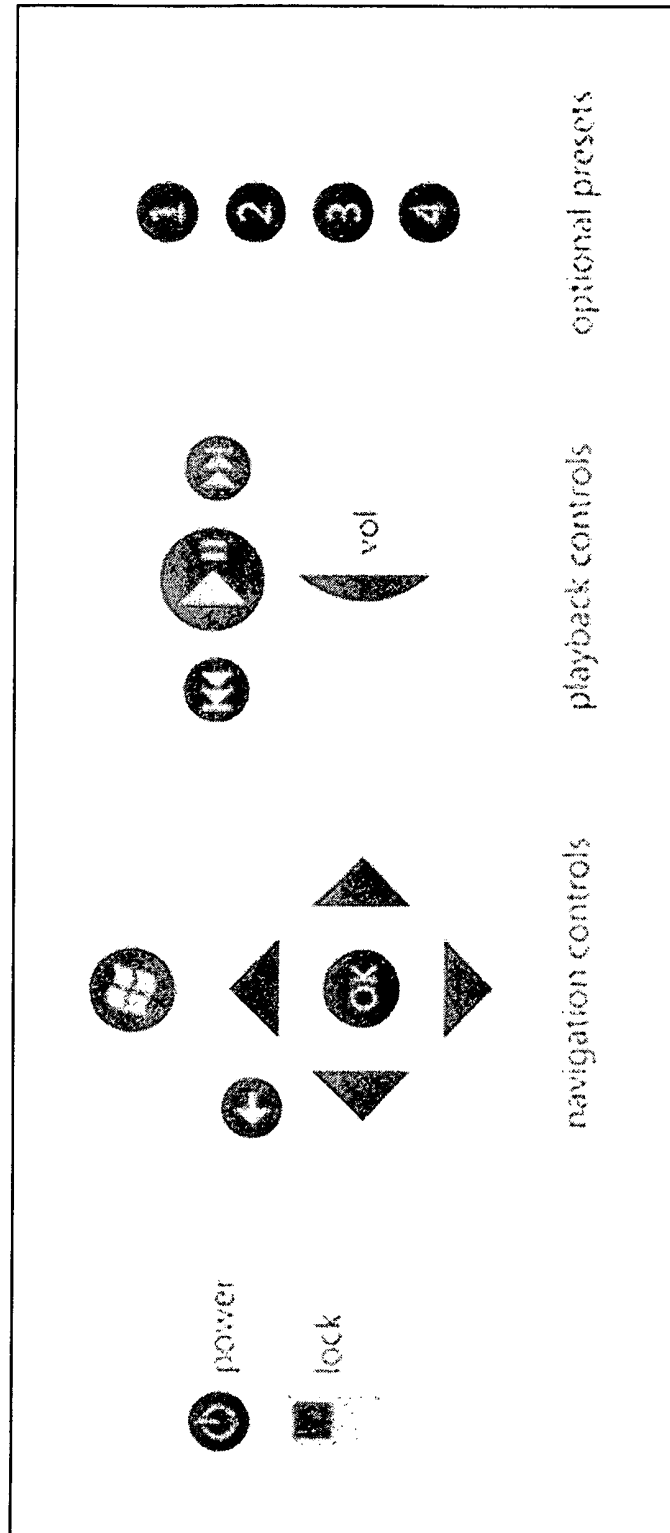 power
lock
OK
navigation controls
vol
playback controls
1
2
3
4
optional presets